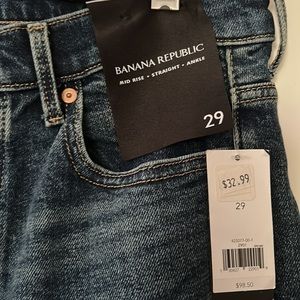 BANANA REPUBLIC
MID RISE • STRAIGHT • ANKLE
29
$32.99
29
$98.50